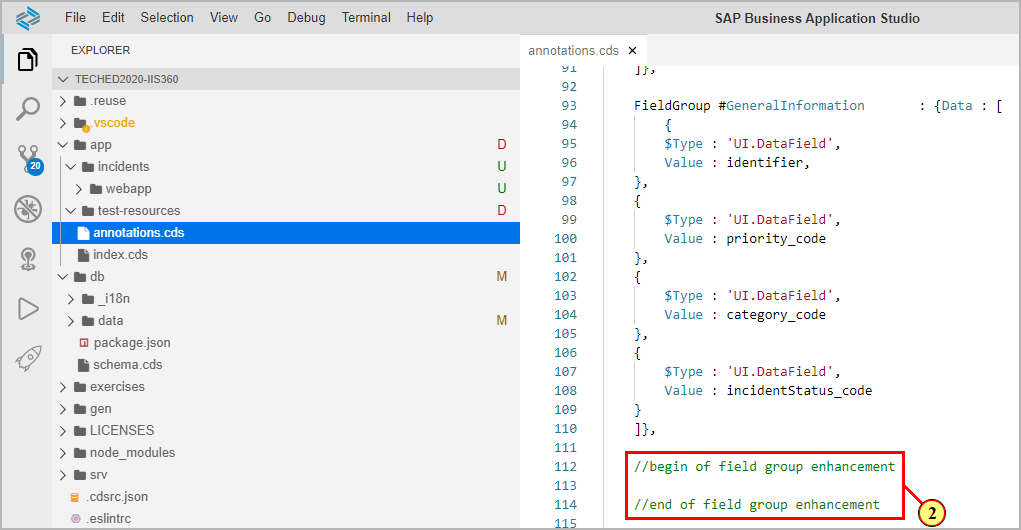 File Edit Selection View Go Debug Terminal Help SAP Business Application Studio
EXPLORER
TECHED2020-IIS360
.reuse
.vscode
app D
incidents U
webapp U
test-resources D
annotations.cds
index.cds
db M
_i18n
data M
package.json
schema.cds
exercises
gen
LICENSES
node_modules
srv
.cdsrc.json
.eslintrc
20
annotations.cds ×
91 ]},
92
93 FieldGroup #GeneralInformation : {Data : [
94 {
95 $Type : 'UI.DataField',
96 Value : identifier,
97 },
98 {
99 $Type : 'UI.DataField',
100 Value : priority_code
101 },
102 {
103 $Type : 'UI.DataField',
104 Value : category_code
105 },
106 {
107 $Type : 'UI.DataField',
108 Value : incidentStatus_code
109 }
110 ]},
111
112 //begin of field group enhancement
113
114 //end of field group enhancement
115
2